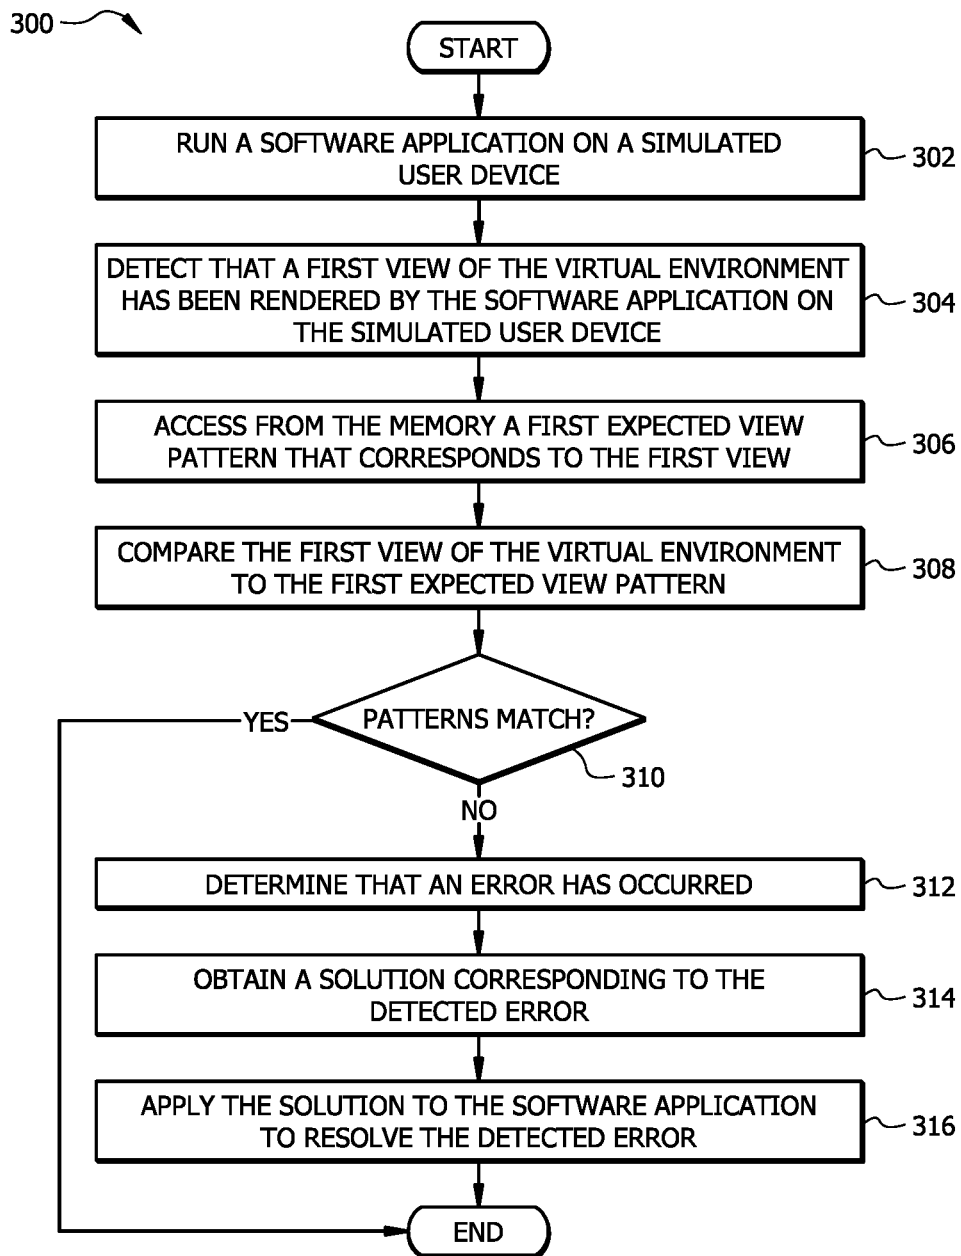 300
START
RUN A SOFTWARE APPLICATION ON A SIMULATED
USER DEVICE
302
DETECT THAT A FIRST VIEW OF THE VIRTUAL ENVIRONMENT
HAS BEEN RENDERED BY THE SOFTWARE APPLICATION ON
THE SIMULATED USER DEVICE
304
ACCESS FROM THE MEMORY A FIRST EXPECTED VIEW
PATTERN THAT CORRESPONDS TO THE FIRST VIEW
306
COMPARE THE FIRST VIEW OF THE VIRTUAL ENVIRONMENT
TO THE FIRST EXPECTED VIEW PATTERN
308
PATTERNS MATCH?
YES
310
NO
DETERMINE THAT AN ERROR HAS OCCURRED
312
OBTAIN A SOLUTION CORRESPONDING TO THE
DETECTED ERROR
314
APPLY THE SOLUTION TO THE SOFTWARE APPLICATION
TO RESOLVE THE DETECTED ERROR
316
END